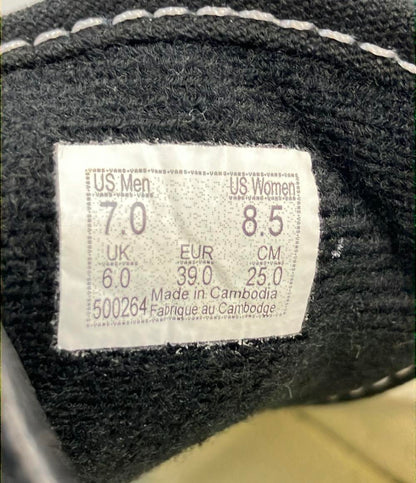 US Men US Women
7.0 8.5
UK EUR CM
6.0 39.0 25.0
500264 Made in Cambodia
Fabrique au Cambodge